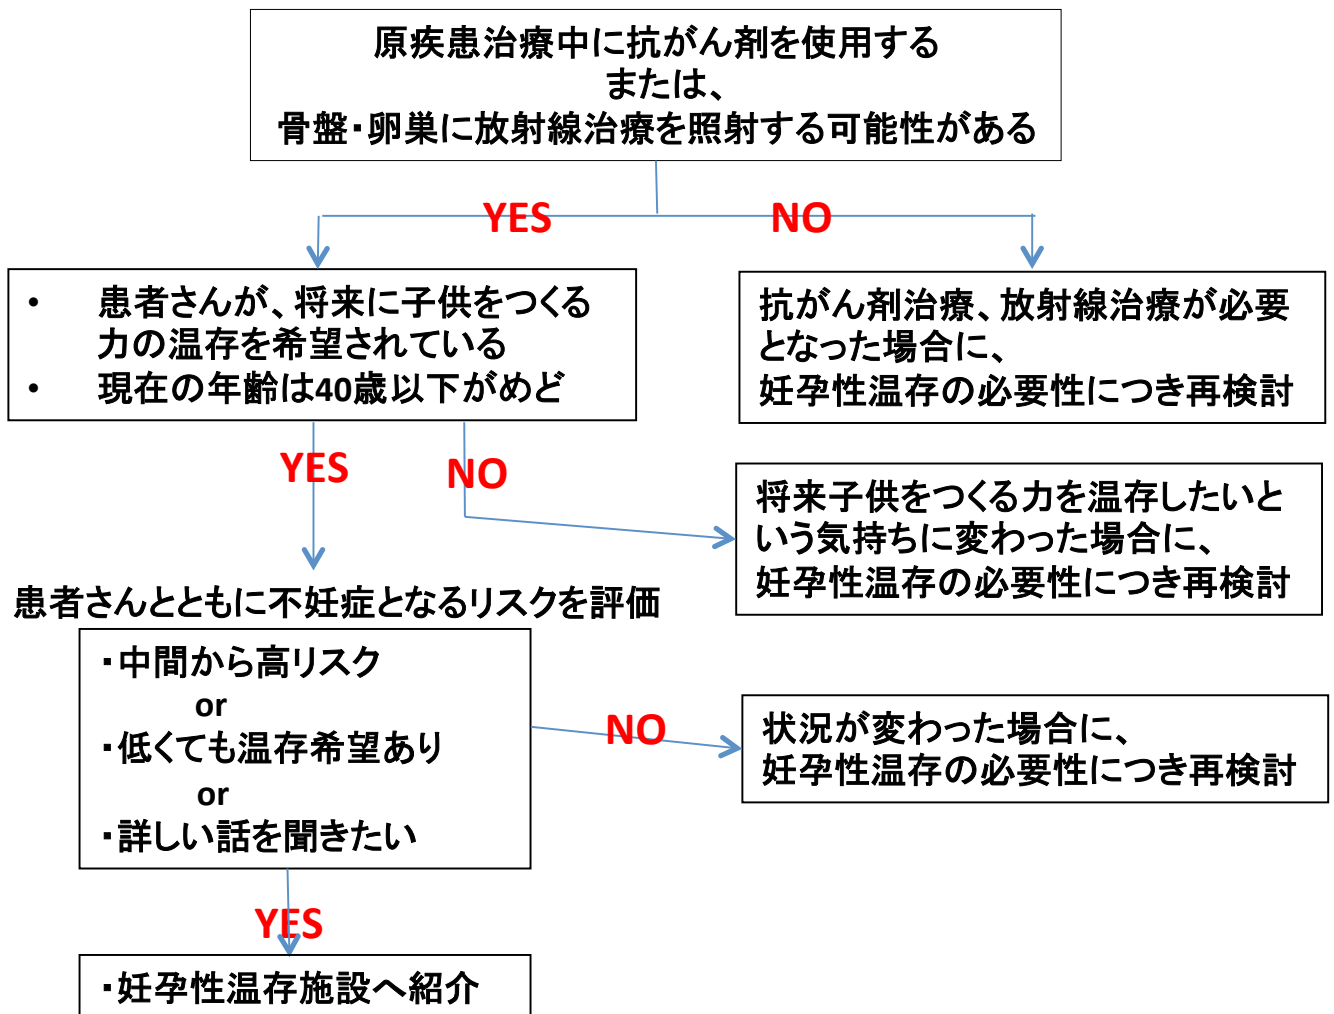 原疾患治療中に抗がん剤を使用する
または、
骨盤・卵巣に放射線治療を照射する可能性がある
YES
NO
・ 患者さんが、将来に子供をつくる
力の温存を希望されている
・ 現在の年齢は40歳以下がめど
抗がん剤治療、放射線治療が必要
となった場合に、
妊孕性温存の必要性につき再検討
YES
NO
将来子供をつくる力を温存したいと
いう気持ちに変わった場合に、
妊孕性温存の必要性につき再検討
患者さんとともに不妊症となるリスクを評価
・中間から高リスク
or
・低くても温存希望あり
or
・詳しい話を聞きたい
NO
状況が変わった場合に、
妊孕性温存の必要性につき再検討
YES
・妊孕性温存施設へ紹介